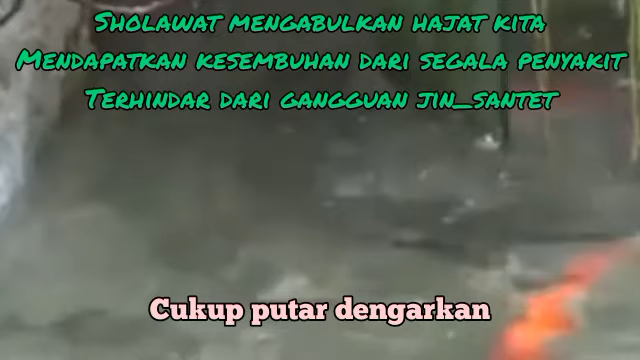 Sholawat mengabulkan hajat kita
Mendapatkan kesembuhan dari segala penyakit
Terhindar dari gangguan jin_santet
Cukup putar dengarkan